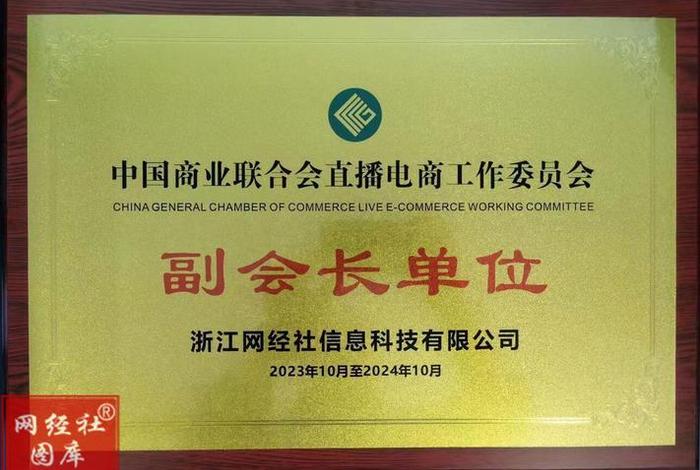 中国商业联合会直播电商工作委员会
CHINA GENERAL CHAMBER OF COMMERCE LIVE E-COMMERCE WORKING COMMITTEE
副会长单位
浙江网经社信息科技有限公司
2023年10月至2024年10月
网经社®
图库